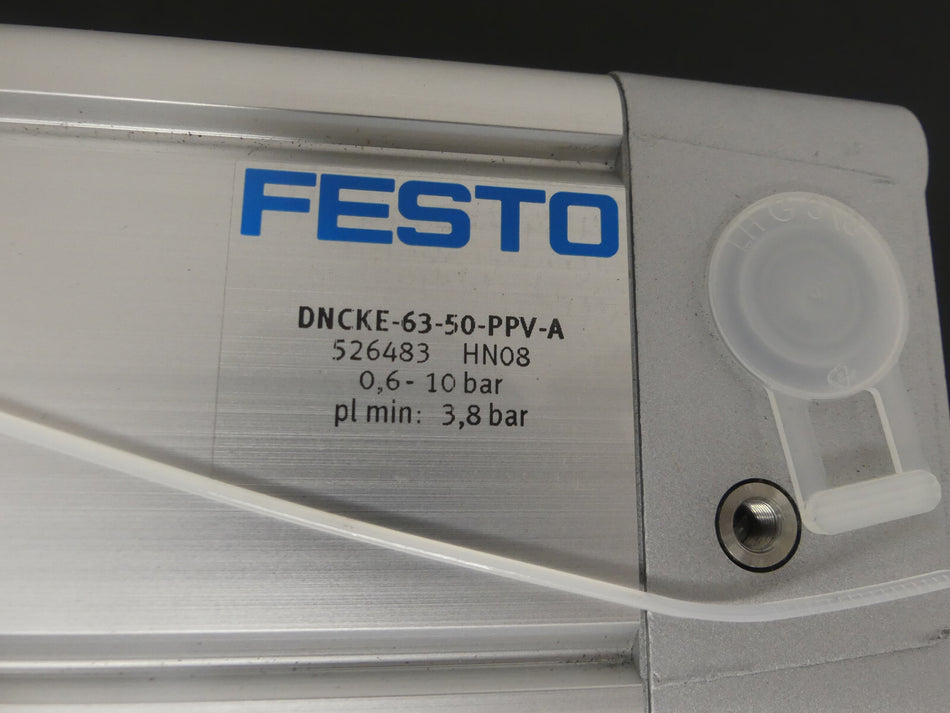 FESTO
DNCKE-63-50-PPV-A
526483 HN08
0,6- 10 bar
pl min: 3,8 bar